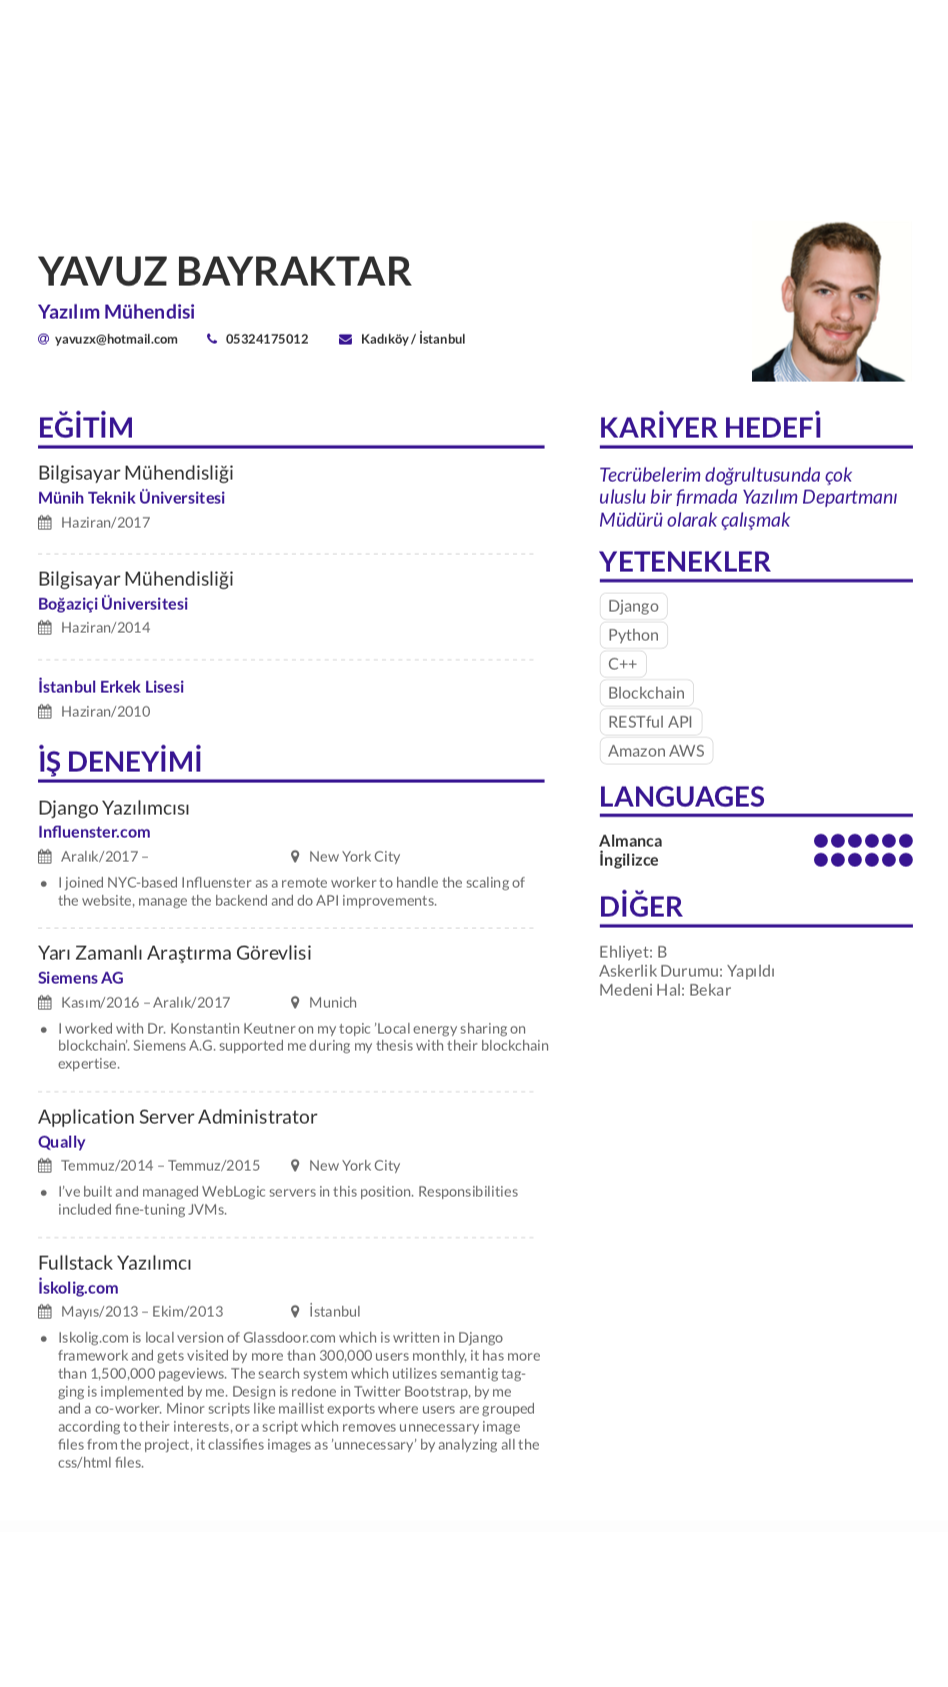 YAVUZ BAYRAKTAR
Yazılım Mühendisi
yavuzx@hotmail.com 05324175012 Kadıköy / İstanbul
EĞİTİM
Bilgisayar Mühendisliği
Münih Teknik Üniversitesi
Haziran/2017
Bilgisayar Mühendisliği
Boğaziçi Üniversitesi
Haziran/2014
İstanbul Erkek Lisesi
Haziran/2010
İŞ DENEYİMİ
Django Yazılımcısı
Influenster.com
Aralık/2017 – New York City
• I joined NYC-based Influenster as a remote worker to handle the scaling of
the website, manage the backend and do API improvements.
Yarı Zamanlı Araştırma Görevlisi
Siemens AG
Kasım/2016 – Aralık/2017 Munich
• I worked with Dr. Konstantin Keutner on my topic 'Local energy sharing on
blockchain'. Siemens A.G. supported me during my thesis with their blockchain
expertise.
Application Server Administrator
Qually
Temmuz/2014 – Temmuz/2015 New York City
• I've built and managed WebLogic servers in this position. Responsibilities
included fine-tuning JVMs.
Fullstack Yazılımcı
İskolig.com
Mayıs/2013 – Ekim/2013 İstanbul
• Iskolig.com is local version of Glassdoor.com which is written in Django
framework and gets visited by more than 300,000 users monthly, it has more
than 1,500,000 pageviews. The search system which utilizes semantig tag-
ging is implemented by me. Design is redone in Twitter Bootstrap, by me
and a co-worker. Minor scripts like maillist exports where users are grouped
according to their interests, or a script which removes unnecessary image
files from the project, it classifies images as 'unnecessary' by analyzing all the
css/html files.
KARİYER HEDEFİ
Tecrübelerim doğrultusunda çok
uluslu bir firmada Yazılım Departmanı
Müdürü olarak çalışmak
YETENEKLER
Django
Python
C++
Blockchain
RESTful API
Amazon AWS
LANGUAGES
Almanca
İngilizce
DİĞER
Ehliyet: B
Askerlik Durumu: Yapıldı
Medeni Hal: Bekar